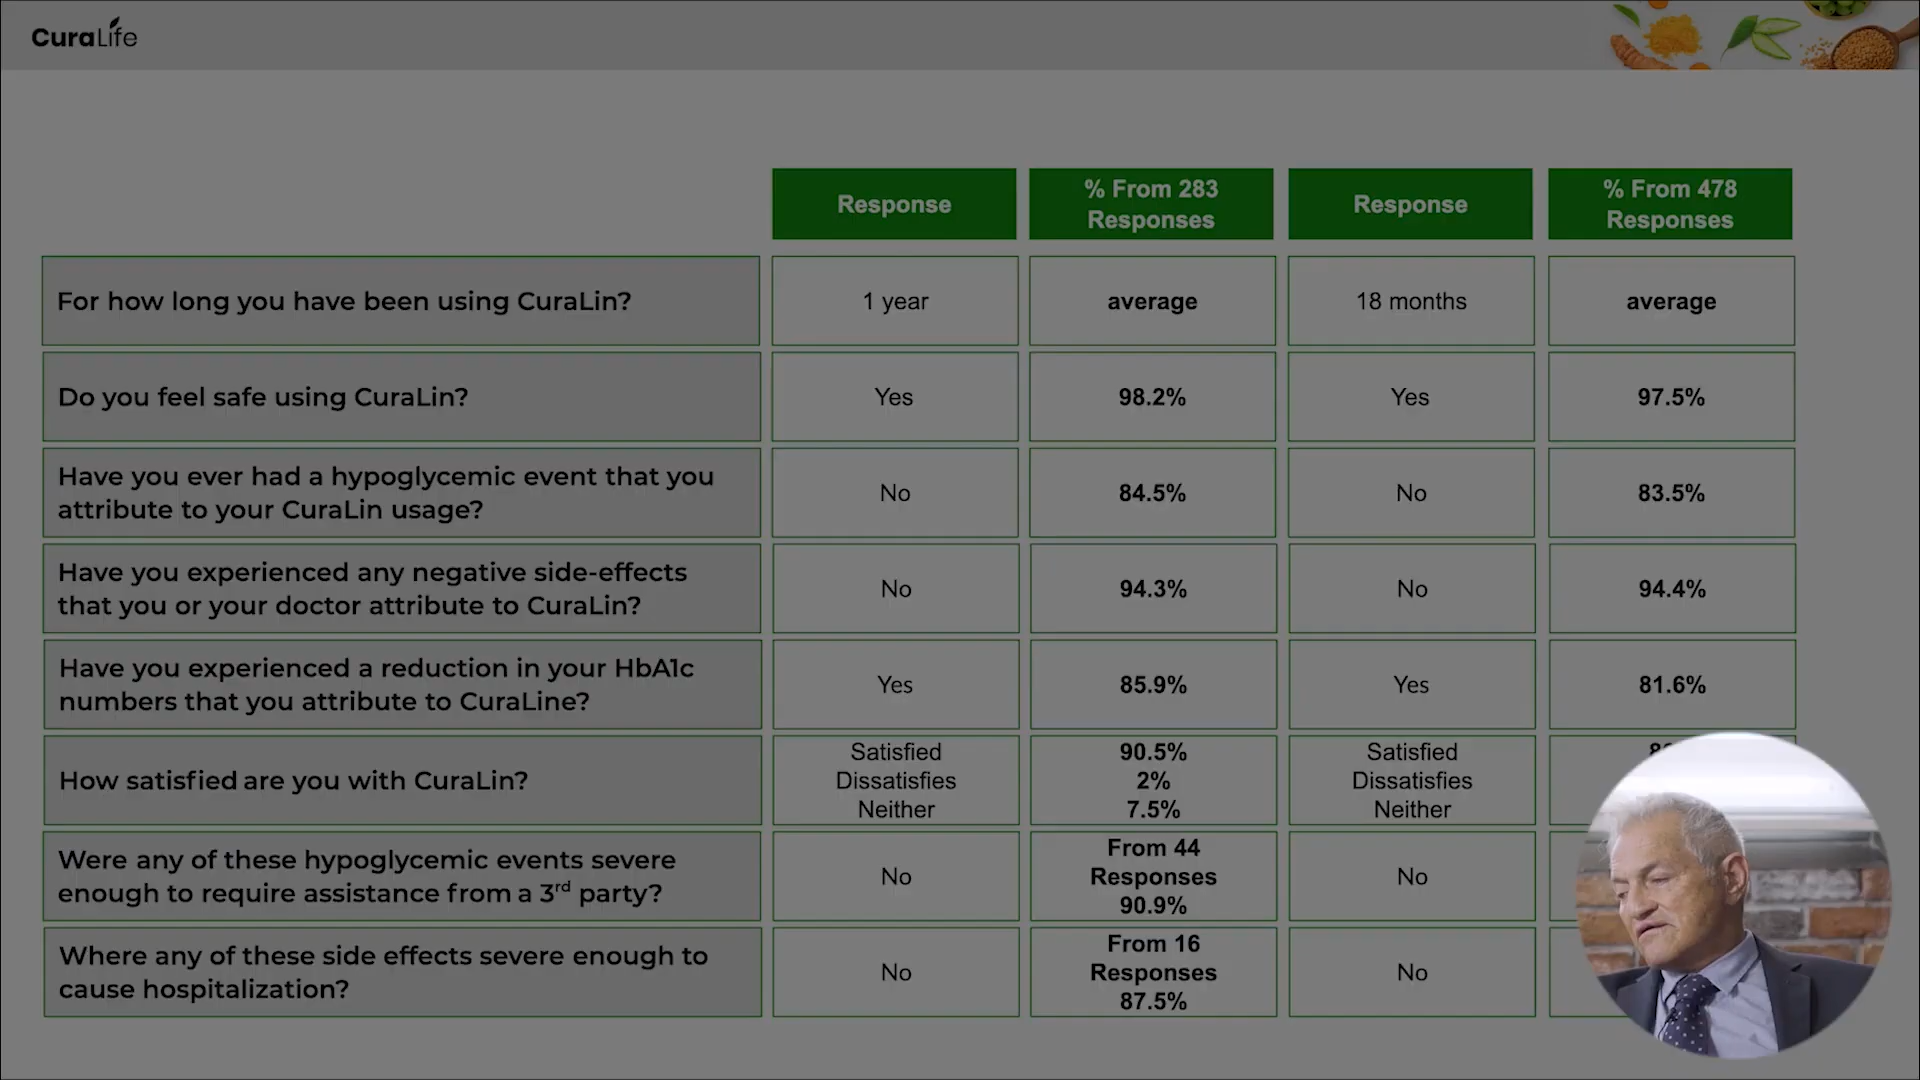 CuraLife
Response
% From 283
Responses
Response
% From 478
Responses
For how long you have been using CuraLin?
1 year
average
18 months
average
Do you feel safe using CuraLin?
Yes
98.2%
Yes
97.5%
Have you ever had a hypoglycemic event that you
attribute to your CuraLin usage?
No
84.5%
No
83.5%
Have you experienced any negative side-effects
that you or your doctor attribute to CuraLin?
No
94.3%
No
94.4%
Have you experienced a reduction in your HbA1c
numbers that you attribute to CuraLine?
Yes
85.9%
Yes
81.6%
How satisfied are you with CuraLin?
Satisfied
Dissatisfies
Neither
90.5%
2%
7.5%
Satisfied
Dissatisfies
Neither
Were any of these hypoglycemic events severe
enough to require assistance from a 3rd party?
No
From 44
Responses
90.9%
No
Where any of these side effects severe enough to
cause hospitalization?
No
From 16
Responses
87.5%
No